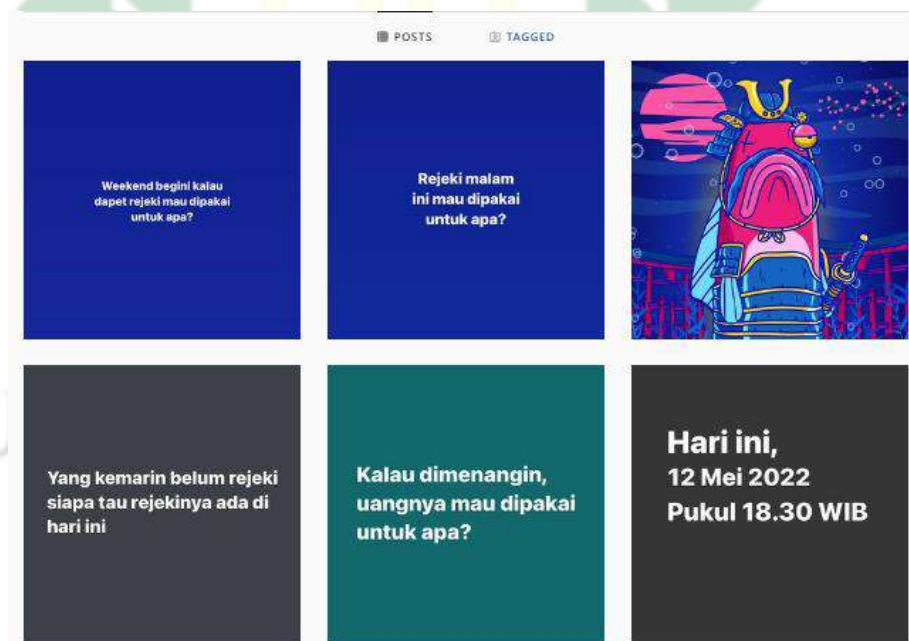 POSTS
TAGGED
Weekend begini kalau
dapet rejeki mau dipakai
untuk apa?
Rejeki malam
ini mau dipakai
untuk apa?
Yang kemarin belum rejeki
siapa tau rejekinya ada di
hari ini
Kalau dimenangin,
uangnya mau dipakai
untuk apa?
Hari ini,
12 Mei 2022
Pukul 18.30 WIB